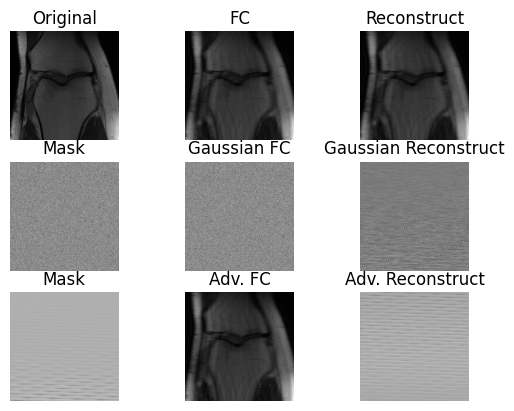 Original
FC
Reconstruct
Mask
Gaussian FC
Gaussian Reconstruct
Mask
Adv. FC
Adv. Reconstruct